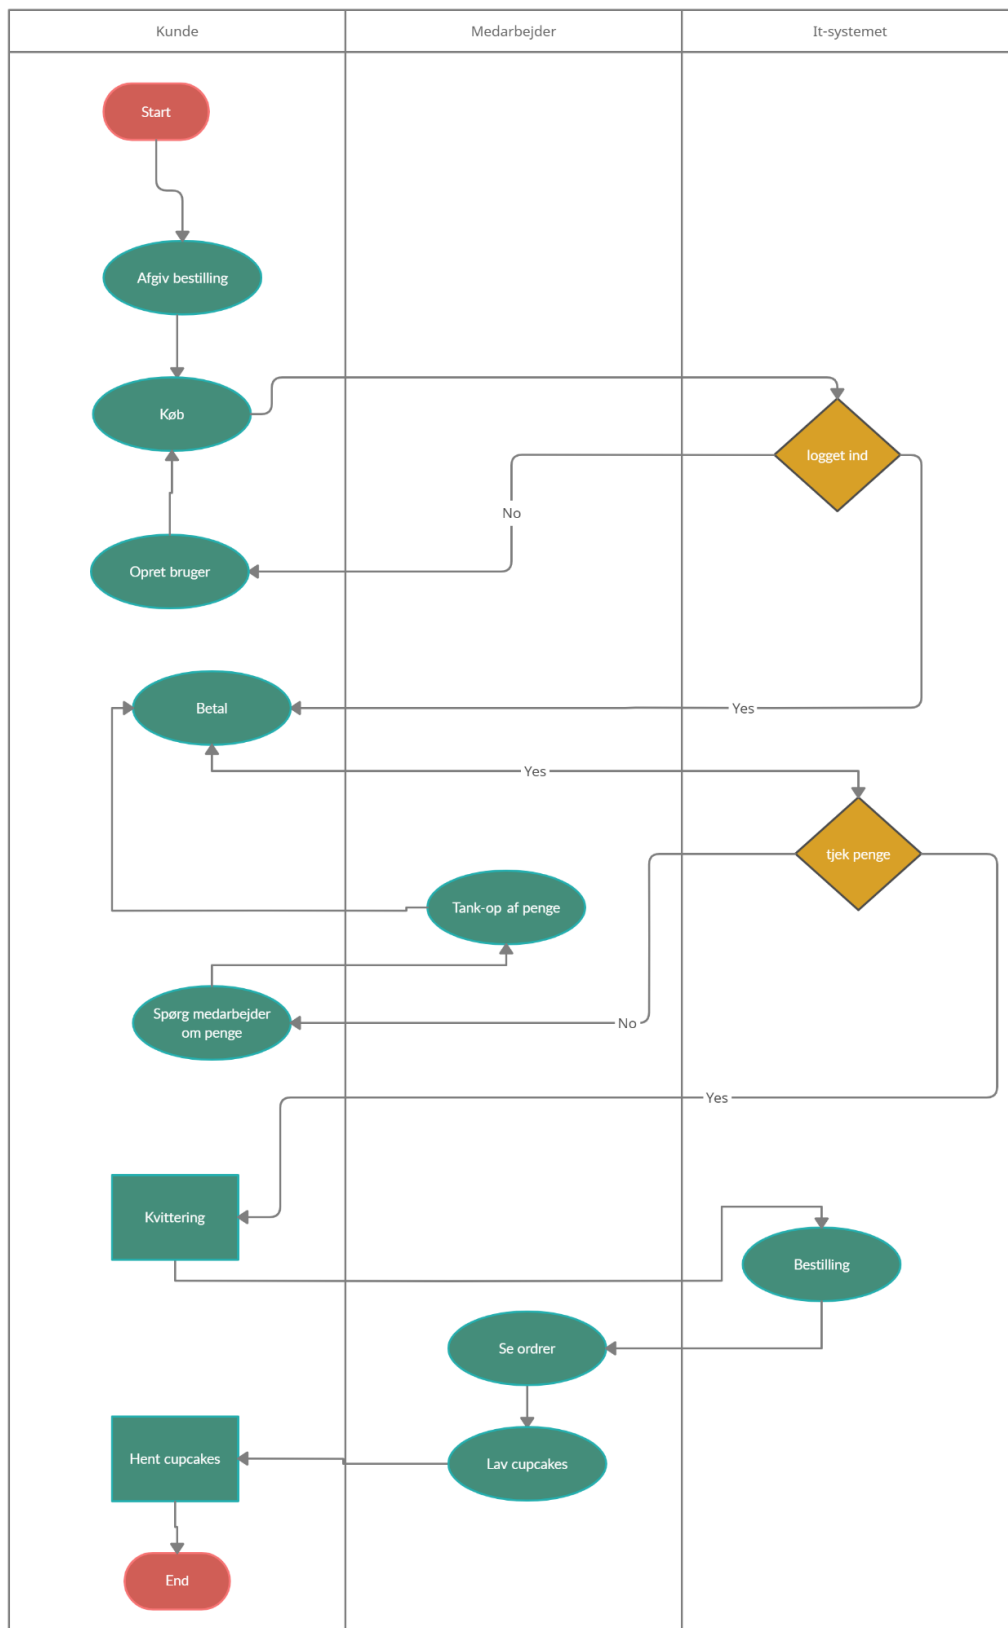 Kunde
Medarbejder
It-systemet
Start
Afgiv bestilling
Køb
logget ind
No
Opret bruger
Betal
Yes
Yes
tjek penge
Tank-op af penge
Spørg medarbejder
om penge
No
Yes
Kvittering
Bestilling
Se ordrer
Hent cupcakes
Lav cupcakes
End